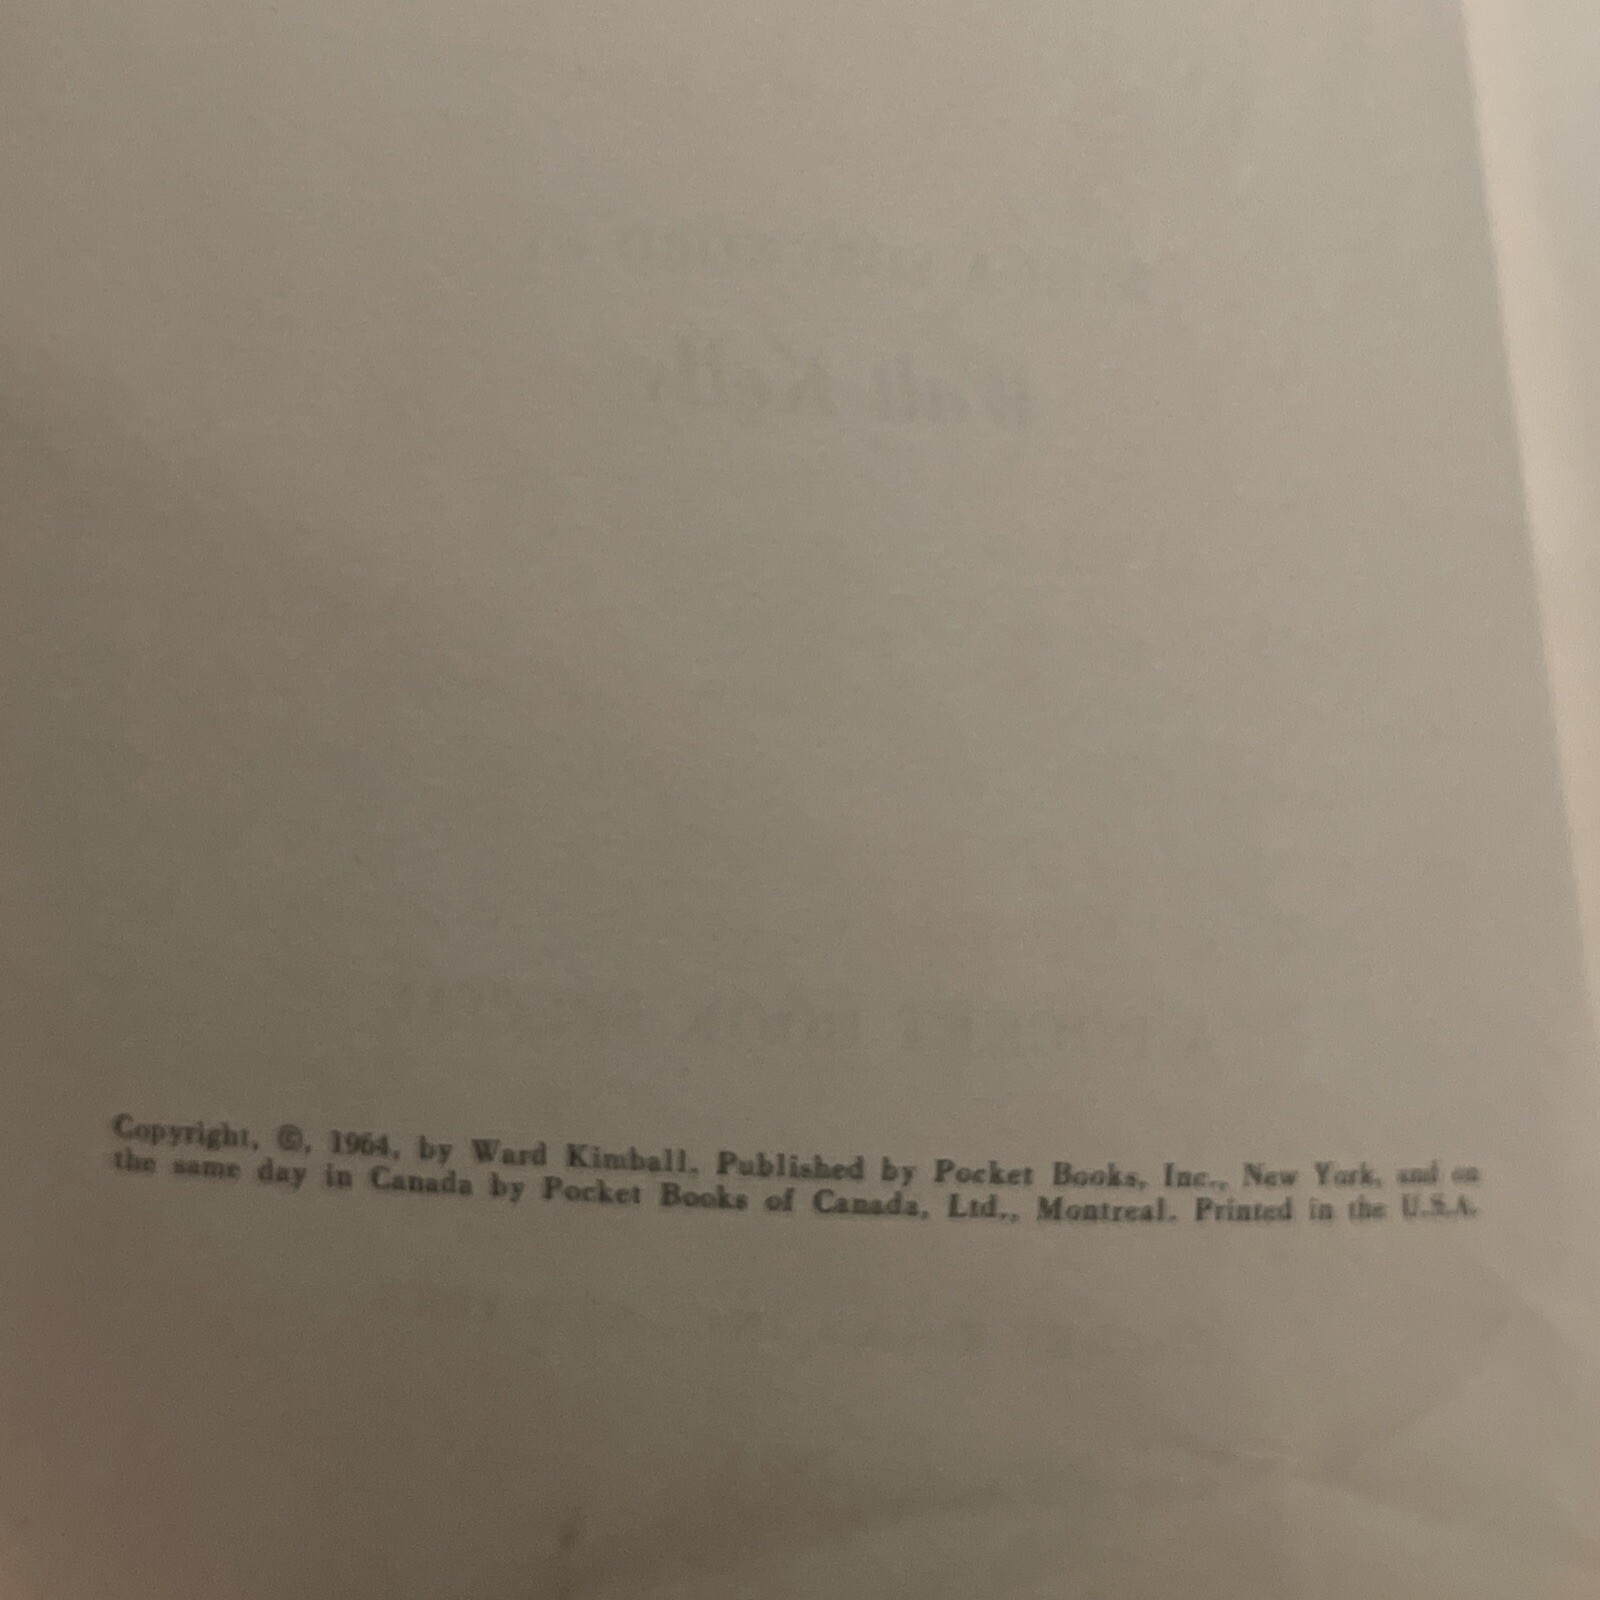 Copyright, ©, 1964, by Ward Kimball. Published by Pocket Books, Inc., New York, and on
the same day in Canada by Pocket Books of Canada, Ltd., Montreal. Printed in the U.S.A.